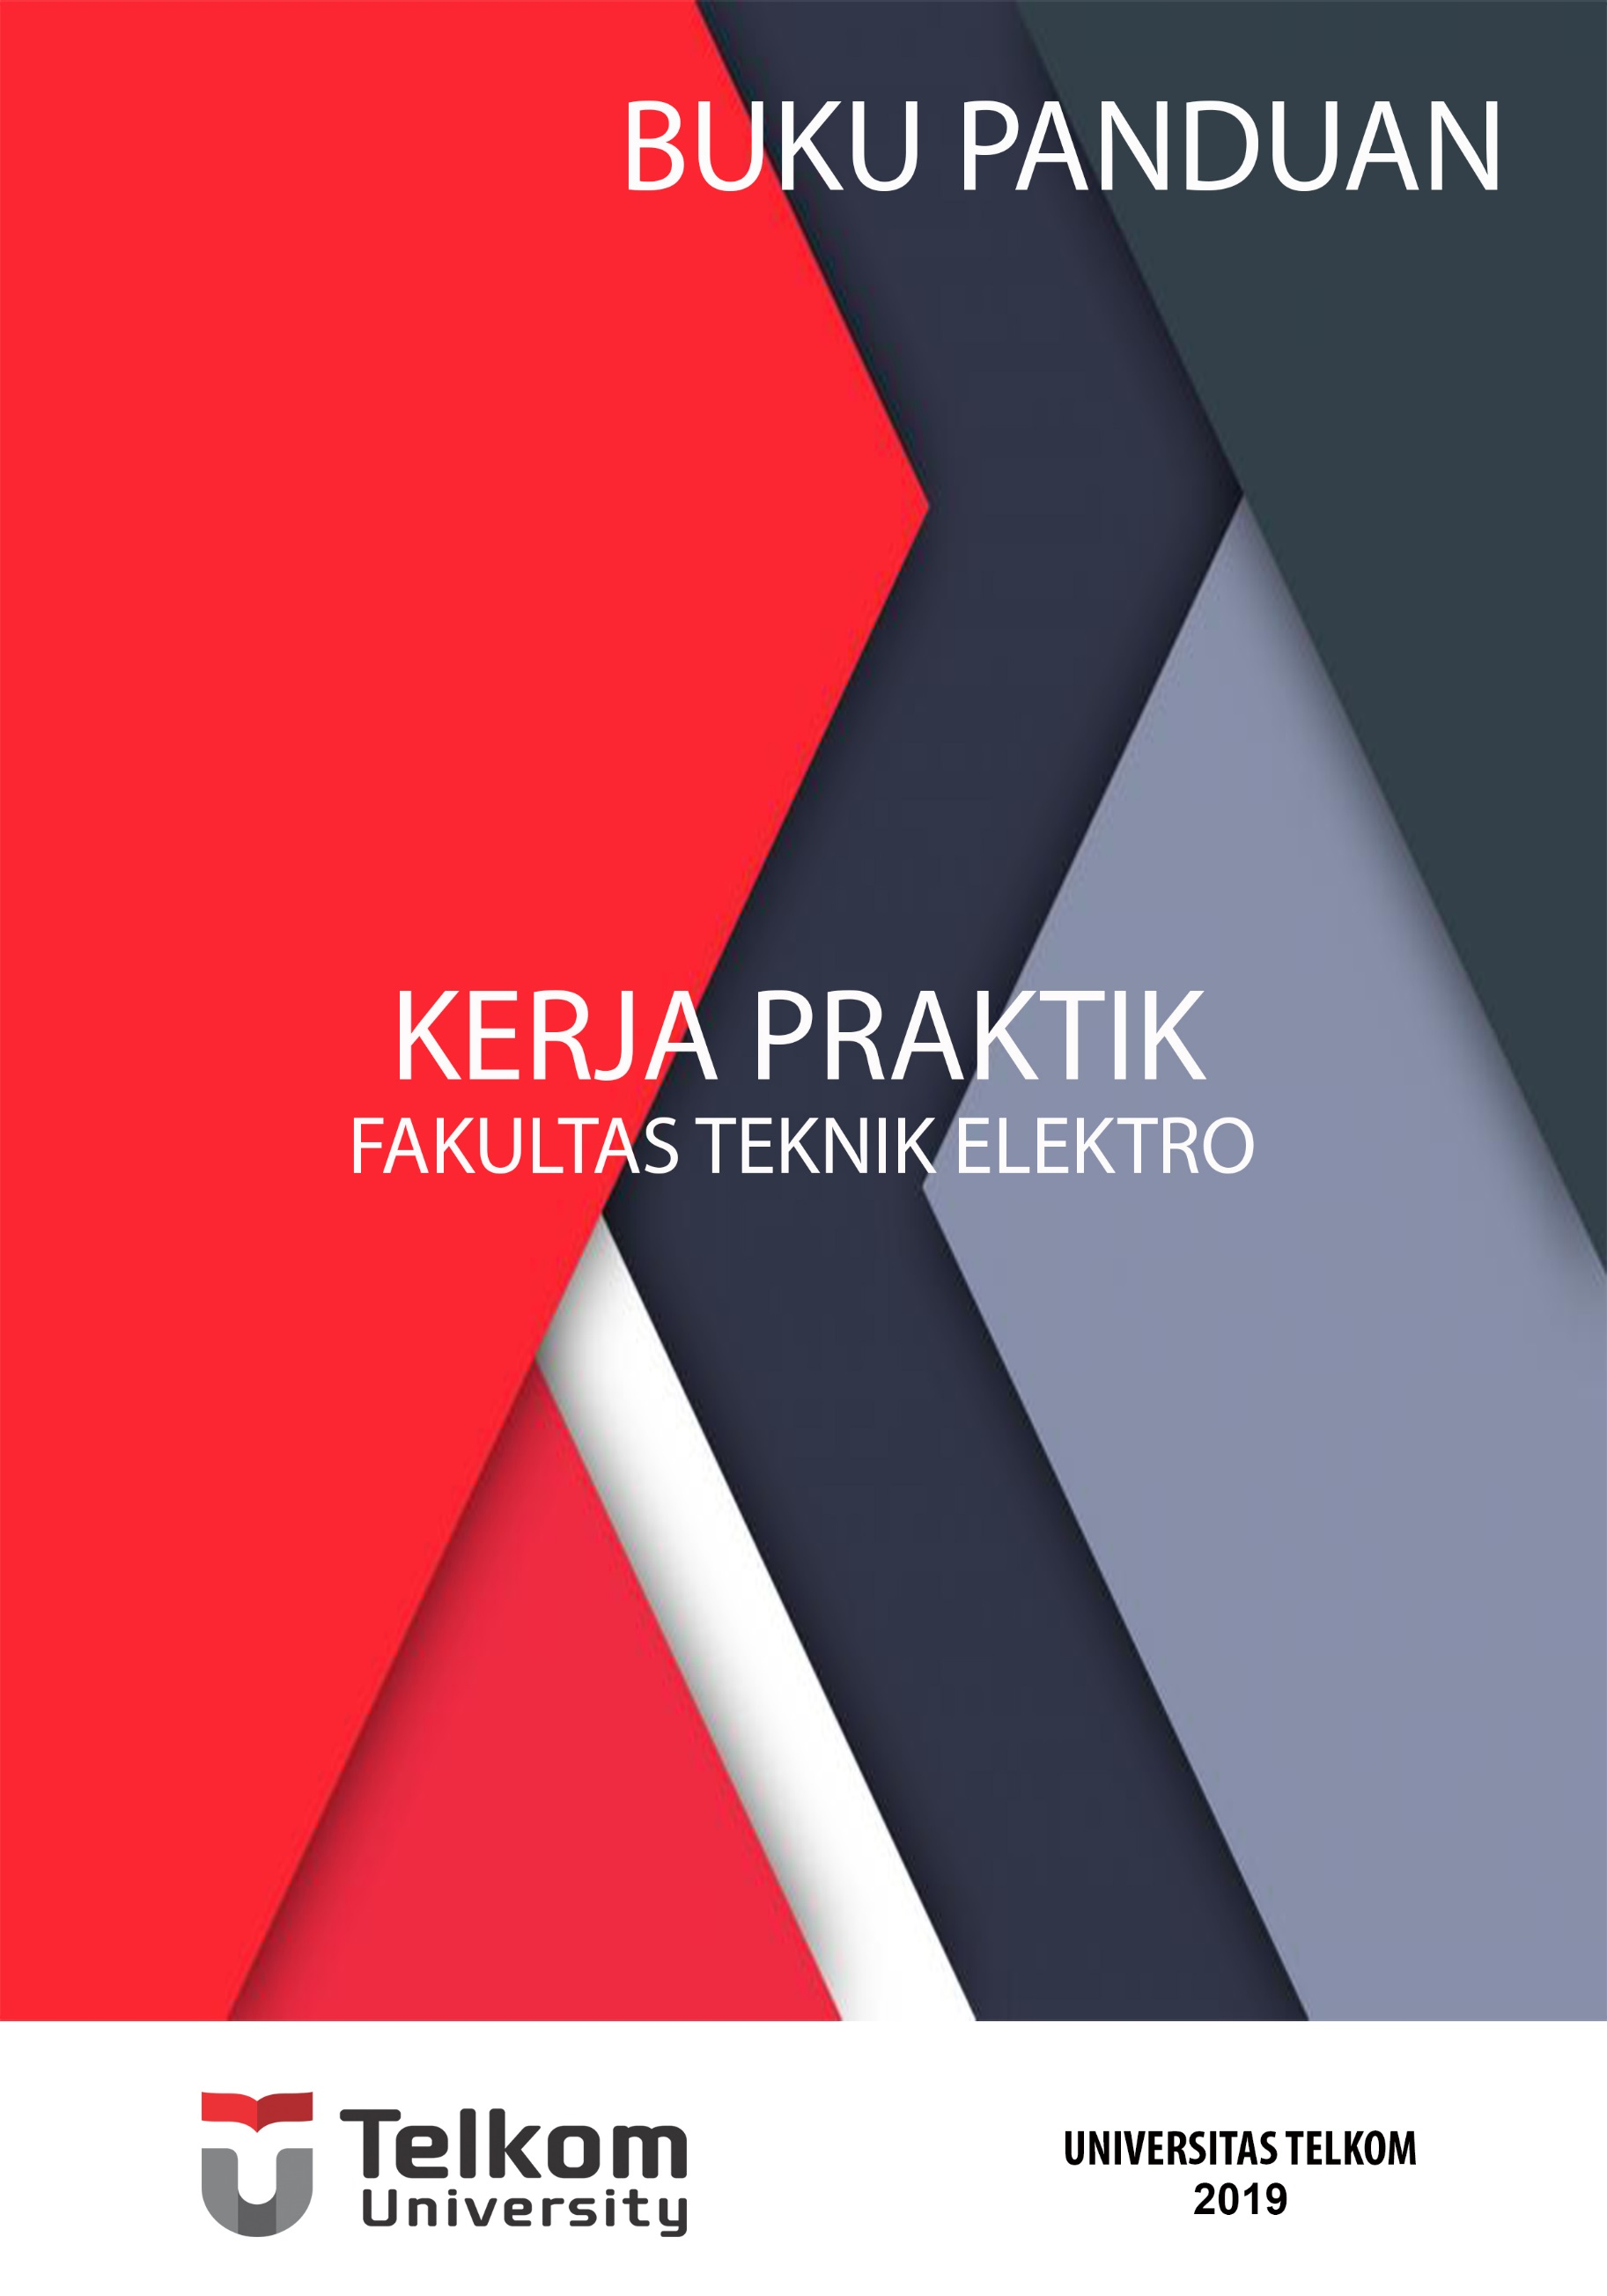 BUKU PANDUAN
KERJA PRAKTIK
FAKULTAS TEKNIK ELEKTRO
Telkom
University
UNIVERSITAS TELKOM
2019